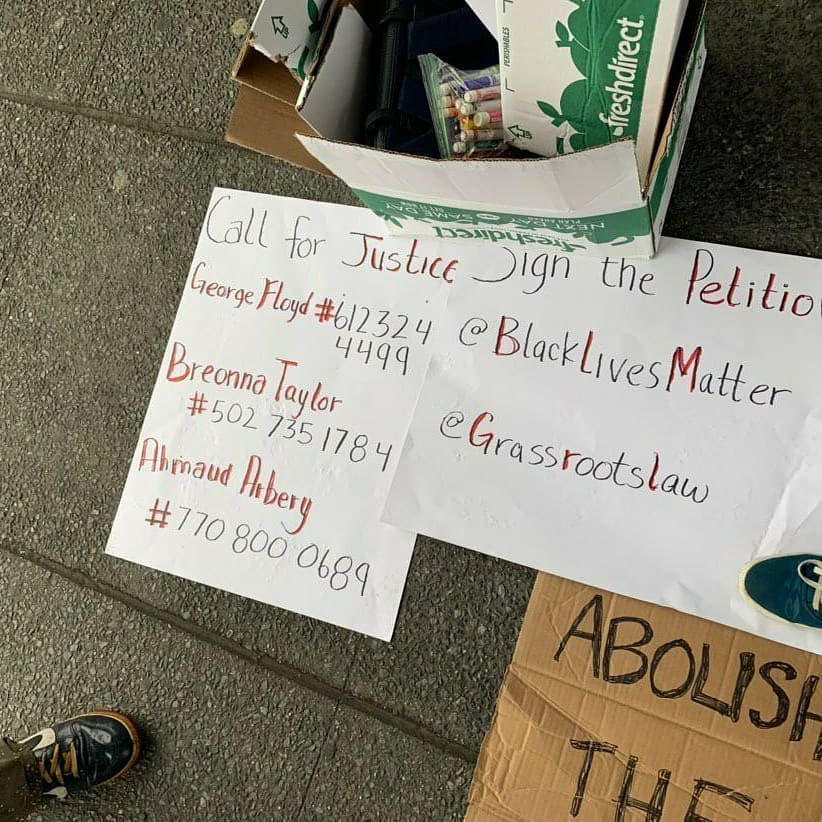 PERISHABLES
freshdirect.
NEXT DAY
SAME DAY
freshdirect
Call for Justice
George Floyd #612324
4499
Breonna Taylor
#502 735 1784
Ahmaud Arbery
#770 800 0689
Sign the Petitio
@BlackLivesMatter
@Grassrootslaw
ABOLISH
THE